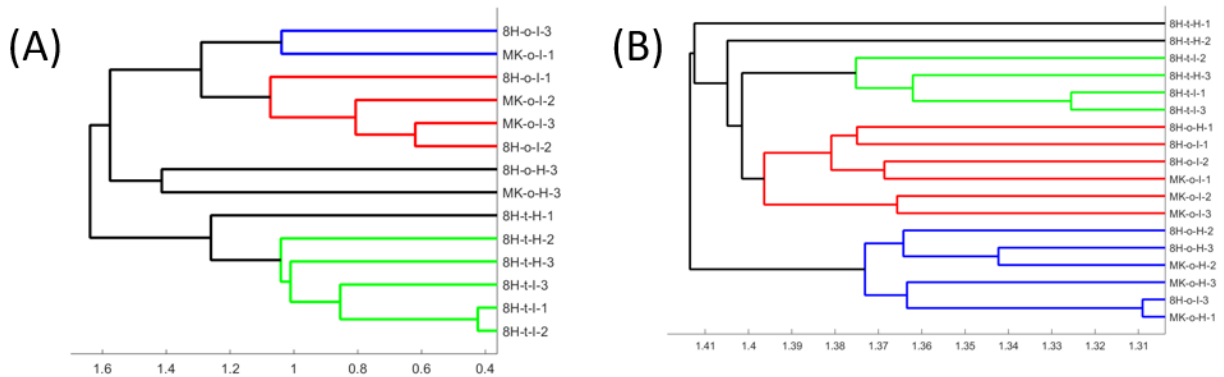 (A)
8H-o-I-3
MK-o-I-1
8H-o-I-1
MK-o-I-2
MK-o-I-3
8H-o-I-2
8H-o-H-3
MK-o-H-3
8H-t-H-1
8H-t-H-2
8H-t-H-3
8H-t-I-3
8H-t-I-1
8H-t-I-2
1.6 1.4 1.2 1 0.8 0.6 0.4
(B)
8H-t-H-1
8H-t-H-2
8H-t-I-2
8H-t-H-3
8H-t-I-1
8H-t-I-3
8H-o-H-1
8H-o-I-1
8H-o-I-2
MK-o-I-1
MK-o-I-2
MK-o-I-3
8H-o-H-2
8H-o-H-3
MK-o-H-2
MK-o-H-3
8H-o-I-3
MK-o-H-1
1.41 1.4 1.39 1.38 1.37 1.36 1.35 1.34 1.33 1.32 1.31